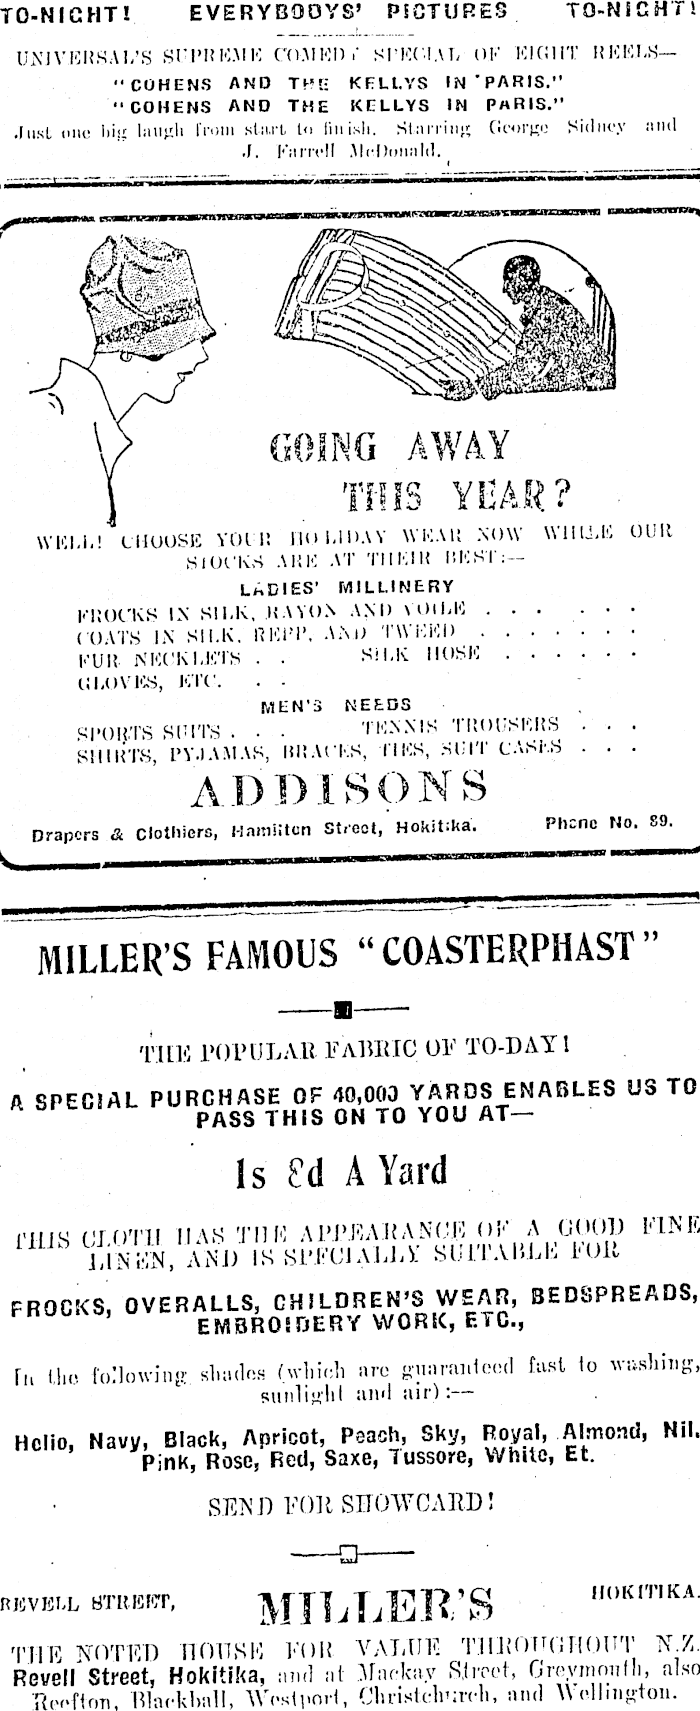 TO-NIGHT! EVERYBODYS' PICTURES TO-NIGHT!
UNIVERSAL'S SUPREME COMEDY SPECIAL OF EIGHT REELS—
"COHENS AND THE KELLYS IN PARIS."
"COHENS AND THE KELLYS IN PARIS."
Just one big laugh from start to finish. Starring George Sidney and
J. Farrell McDonald.
GOING AWAY
THIS YEAR?
WELL! CHOOSE YOUR HOLIDAY WEAR NOW WHILE OUR
STOCKS ARE AT THEIR BEST:—
LADIES' MILLINERY
FROCKS IN SILK, RAYON AND VOILE . . . . . .
COATS IN SILK, REPP, AND TWEED . . . . . . .
FUR NECKLETS . . SILK HOSE . . . . . .
GLOVES, ETC. . .
MEN'S NEEDS
SPORTS SUITS . . . TENNIS TROUSERS . . .
SHIRTS, PYJAMAS, BRACES, TIES, SUIT CASES . . .
ADDISONS
Drapers & Clothiers, Hamilton Street, Hokitika. Phone No. 89.
MILLER'S FAMOUS "COASTERPHAST"
THE POPULAR FABRIC OF TO-DAY!
A SPECIAL PURCHASE OF 40,000 YARDS ENABLES US TO
PASS THIS ON TO YOU AT—
1s A Yard
THIS CLOTH HAS THE APPEARANCE OF A GOOD FINE
LINEN, AND IS SPECIALLY SUITABLE FOR
FROCKS, OVERALLS, CHILDREN'S WEAR, BEDSPREADS,
EMBROIDERY WORK, ETC.,
In the following shades (which are guaranteed fast to washing,
sunlight and air):—
Helio, Navy, Black, Apricot, Peach, Sky, Royal, Almond, Nil.
Pink, Rose, Red, Saxe, Tussore, White, Et.
SEND FOR SHOWCARD!
REVELL STREET, MILLER'S HOKITIKA.
THE NOTED HOUSE FOR VALUE THROUGHOUT N.Z.
Revell Street, Hokitika, and at Mackay Street, Greymouth, also
Reefton, Blackball, Westport, Christchurch, and Wellington.